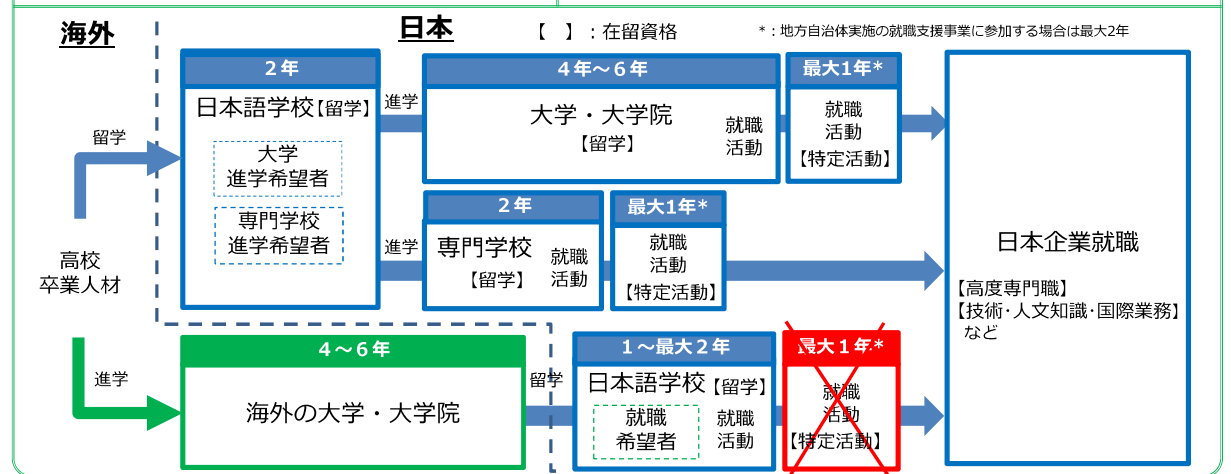 海外
日本
【　】：在留資格
*：地方自治体実施の就職支援事業に参加する場合は最大2年
２年
日本語学校【留学】
大学
進学希望者
専門学校
進学希望者
留学
高校
卒業人材
進学
４年～６年
大学・大学院
【留学】
就職
活動
最大1年*
就職
活動
【特定活動】
進学
２年
専門学校
【留学】
就職
活動
最大1年*
就職
活動
【特定活動】
日本企業就職
【高度専門職】
【技術・人文知識・国際業務】
など
進学
４～６年
海外の大学・大学院
留学
１～最大２年
日本語学校【留学】
就職
希望者
就職
活動
最大１年*
就職
活動
【特定活動】